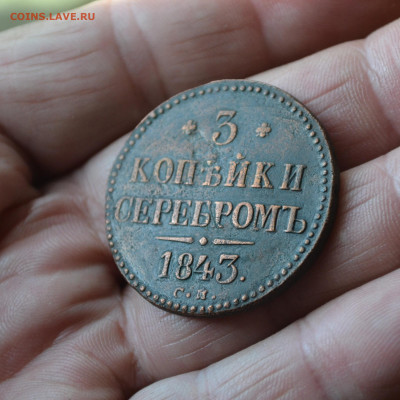 COINS.LAVE.RU
* 3 *
КОПѢЙКИ
СЕРЕБРОМЪ
1843.
С.М.